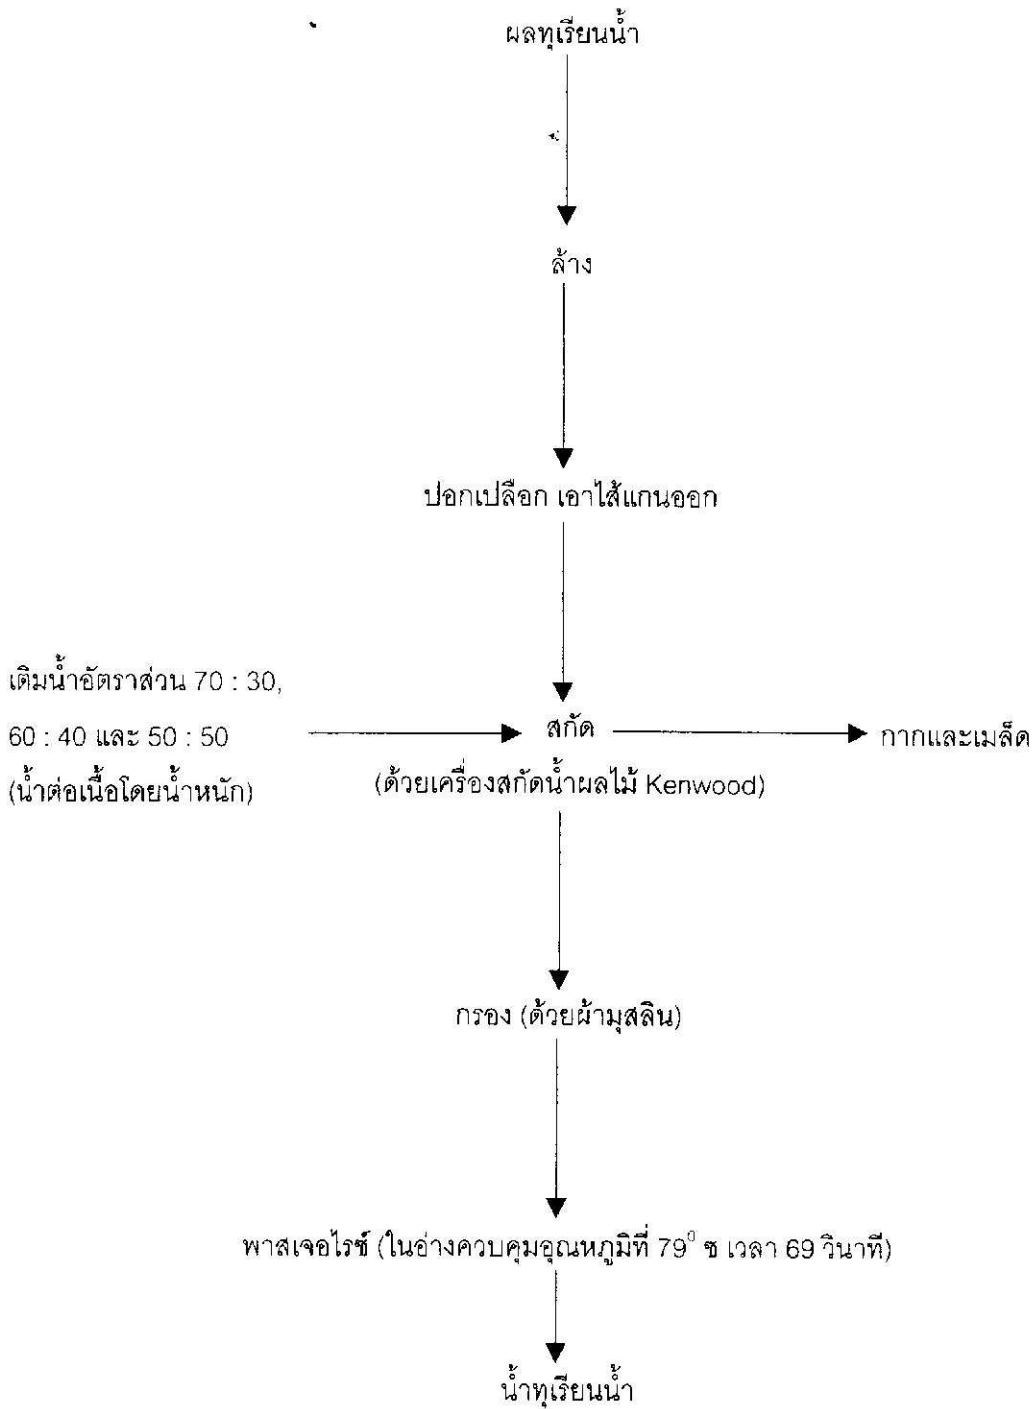 ผลทุเรียนน้ำ
ล้าง
ปอกเปลือก เอาไส้แกนออก
เติมน้ำอัตราส่วน 70 : 30,
60 : 40 และ 50 : 50
(น้ำต่อเนื้อโดยน้ำหนัก)
สกัด
(ด้วยเครื่องสกัดน้ำผลไม้ Kenwood)
กากและเมล็ด
กรอง (ด้วยผ้ามุสลิน)
พาสเจอไรซ์ (ในอ่างควบคุมอุณหภูมิที่ 79⁰ ซ เวลา 69 วินาที)
น้ำทุเรียนน้ำ